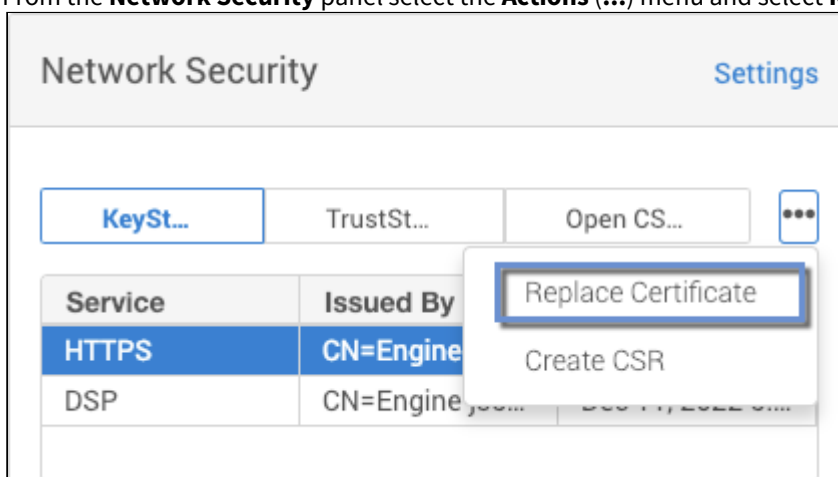 From the Network Security panel select the Actions (...) menu and select
Network Security
Settings
KeySt...
TrustSt...
Open CS...
•••
Replace Certificate
Create CSR
Service
Issued By
HTTPS
CN=Engine
DSP
CN=Engine